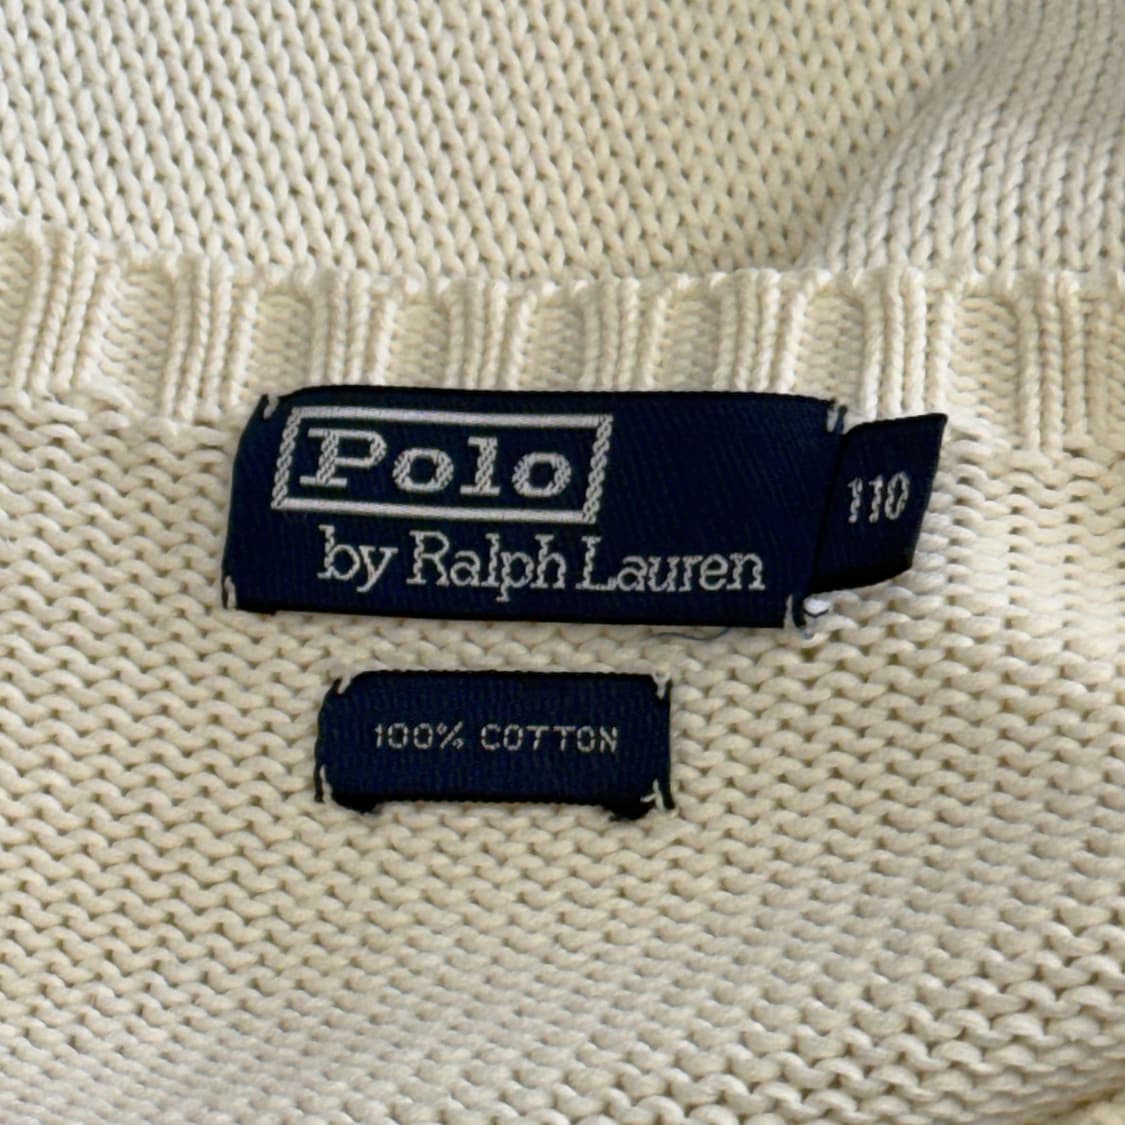 Polo
by Ralph Lauren
110
100% COTTON